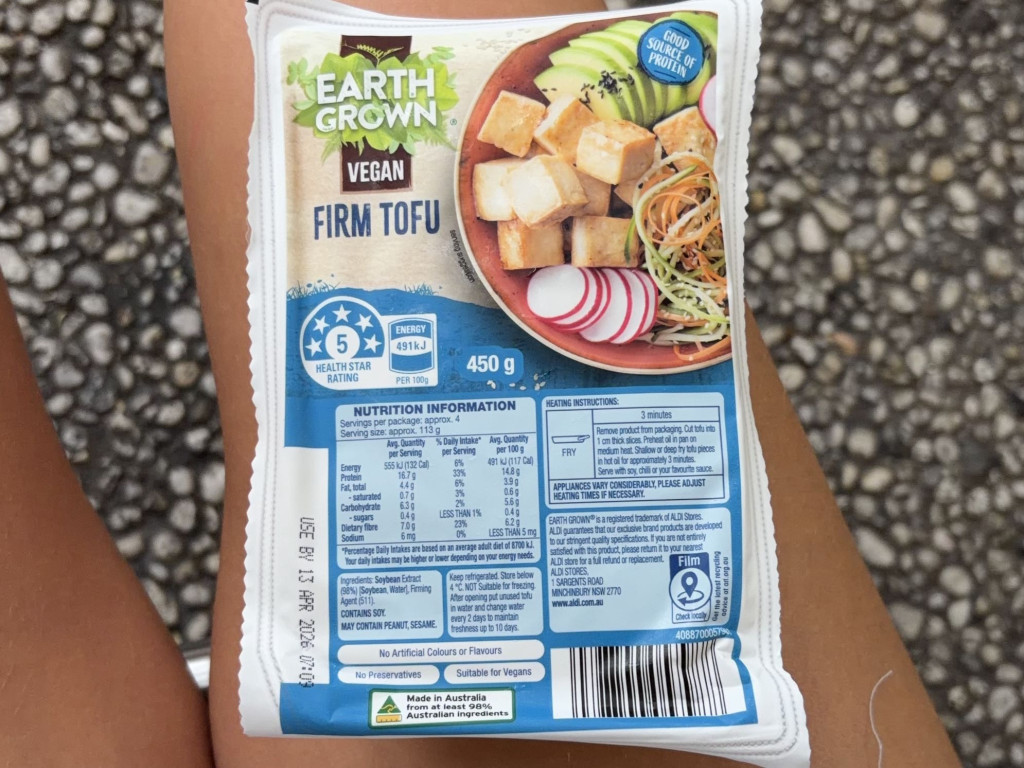 EARTH
GROWN
®
VEGAN
FIRM TOFU
GOOD
SOURCE OF
PROTEIN
5
HEALTH STAR
RATING
ENERGY
491kJ
PER 100g
450 g
NUTRITION INFORMATION
Servings per package: approx. 4
Serving size: approx. 113 g
Avg. Quantity per Serving % Daily Intake* per Serving Avg. Quantity per 100 g
Energy 555 kJ (132 Cal) 6% 491 kJ (117 Cal)
Protein 16.7 g 33% 14.8 g
Fat, total 4.4 g 6% 3.9 g
- saturated 0.7 g 3% 0.6 g
Carbohydrate 6.3 g 2% 5.6 g
- sugars 0.4 g LESS THAN 1% 0.4 g
Dietary fibre 7.0 g 23% 6.2 g
Sodium 6 mg 0% LESS THAN 5 mg
*Percentage Daily Intakes are based on an average adult diet of 8700 kJ.
Your daily intakes may be higher or lower depending on your energy needs.
Ingredients: Soybean Extract
(98%) [Soybean, Water], Firming
Agent (511).
CONTAINS SOY.
MAY CONTAIN PEANUT, SESAME.
Keep refrigerated. Store below
4 °C. NOT Suitable for freezing.
After opening put unused tofu
in water and change water
every 2 days to maintain
freshness up to 10 days.
No Artificial Colours or Flavours
No Preservatives
Suitable for Vegans
Made in Australia
from at least 98%
Australian ingredients
HEATING INSTRUCTIONS:
FRY
3 minutes
Remove product from packaging. Cut tofu into
1 cm thick slices. Preheat oil in pan on
medium heat. Shallow or deep fry tofu pieces
in hot oil for approximately 3 minutes.
Serve with soy, chilli or your favourite sauce.
APPLIANCES VARY CONSIDERABLY, PLEASE ADJUST
HEATING TIMES IF NECESSARY.
EARTH GROWN® is a registered trademark of ALDI Stores.
ALDI guarantees that our exclusive brand products are developed
to our stringent quality specifications. If you are not entirely
satisfied with this product, please return it to your nearest
ALDI store for a full refund or replacement.
ALDI STORES,
1 SARGENTS ROAD
MINCHINBURY NSW 2770
www.aldi.com.au
Film
Check locally
Get the latest recycling
advice at arl.org.au
USE BY 13 APR 2026 07:09